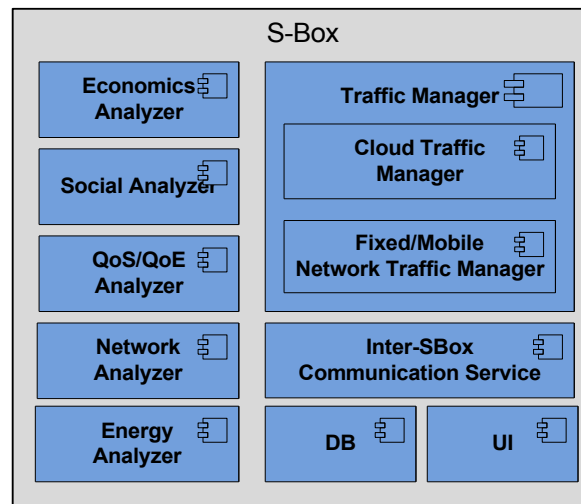 S-Box
Economics
Analyzer
Social Analyzer
QoS/QoE
Analyzer
Network
Analyzer
Energy
Analyzer
Traffic Manager
Cloud Traffic
Manager
Fixed/Mobile
Network Traffic Manager
Inter-SBox
Communication Service
DB
UI